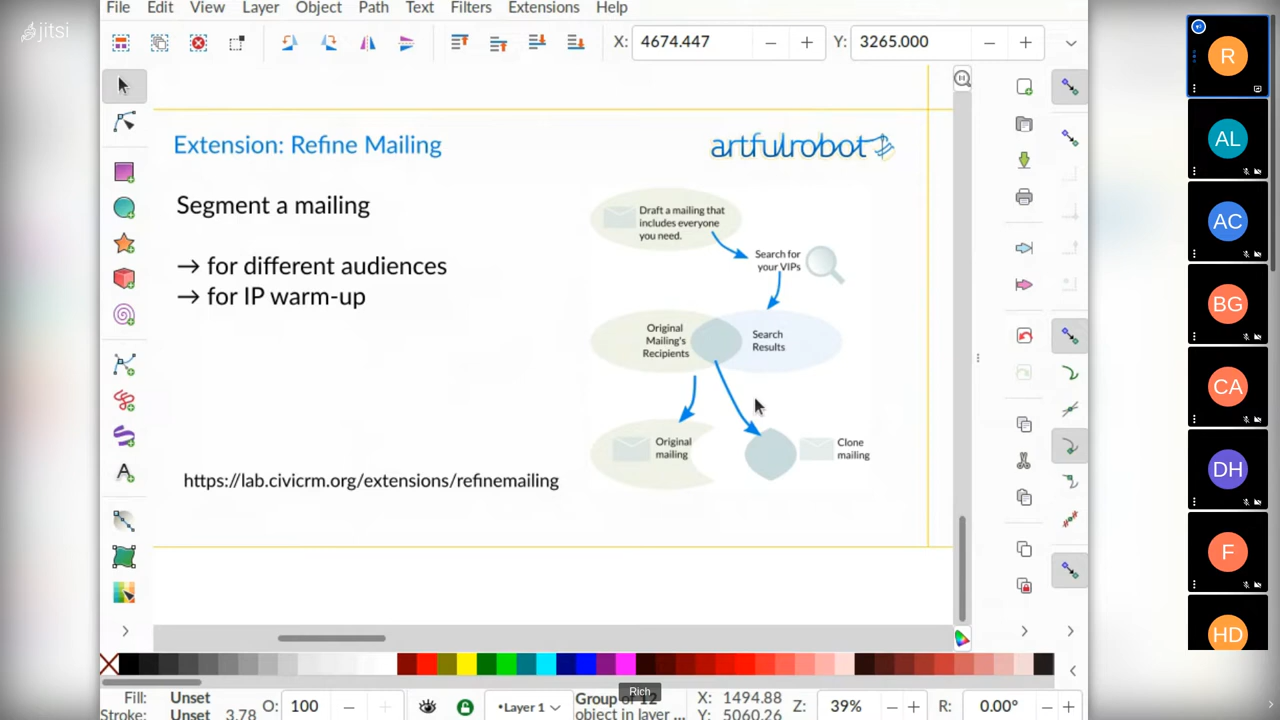 jitsi
File Edit View Layer Object Path Text Filters Extensions Help
X: 4674.447 Y: 3265.000
Extension: Refine Mailing
artfulrobot
Segment a mailing
→ for different audiences
→ for IP warm-up
https://lab.civicrm.org/extensions/refinemailing
Draft a mailing that
includes everyone
you need.
Search for
your VIPs
Original
Mailing's
Recipients
Search
Results
Original
mailing
Clone
mailing
R
AL
AC
BG
CA
DH
F
HD
Fill: Unset
Stroke: Unset 3.78
O: 100
•Layer 1
Group of 12
object in layer ...
Rich
X: 1494.88
Y: 5060.26
Z: 39%
R: 0.00°